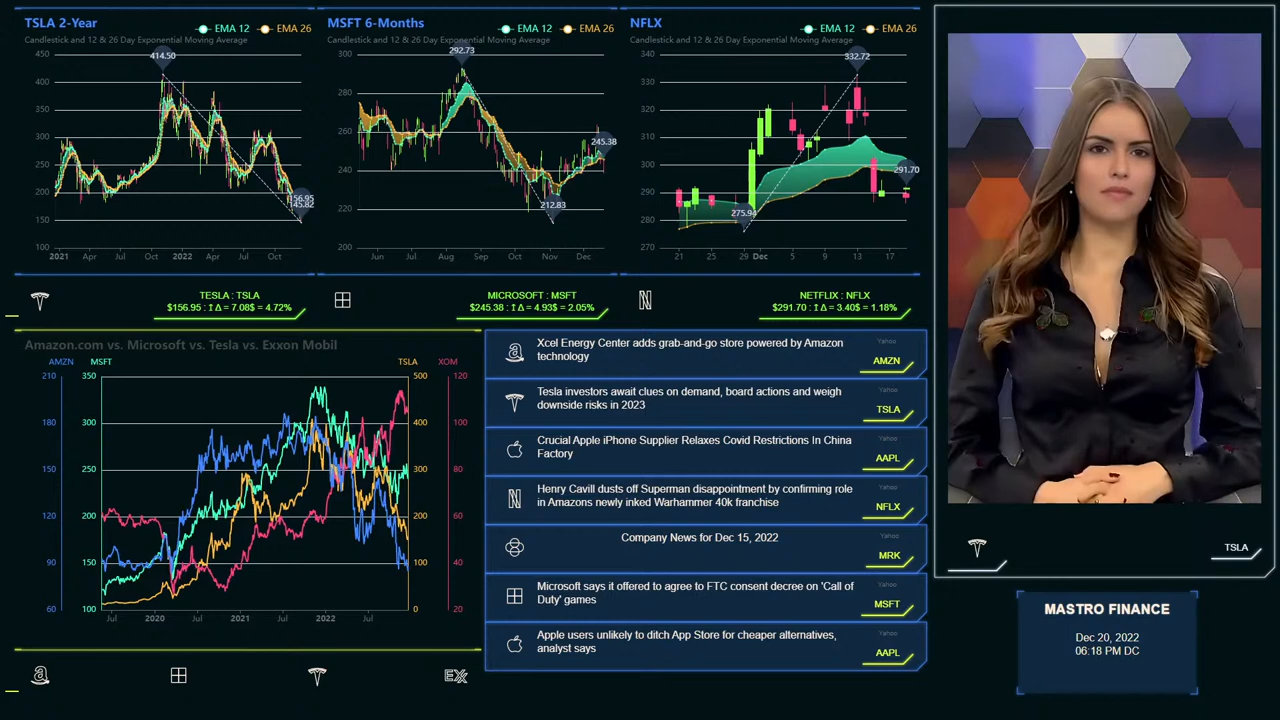 TSLA 2-Year
EMA 12 EMA 26
Candlestick and 12 & 26 Day Exponential Moving Average
450
400
350
300
250
200
150
100
414.50
156.95
145.82
2021 Apr Jul Oct 2022 Apr Jul Oct
MSFT 6-Months
EMA 12 EMA 26
Candlestick and 12 & 26 Day Exponential Moving Average
300
280
260
240
220
200
292.73
245.38
212.83
Jun Jul Aug Sep Oct Nov Dec
NFLX
EMA 12 EMA 26
Candlestick and 12 & 26 Day Exponential Moving Average
340
330
320
310
300
290
280
270
332.72
291.70
275.94
21 25 29 Dec 5 9 13 19
TESLA : TSLA
$156.95 : ↥ Δ = 7.08$ = 4.72%
MICROSOFT : MSFT
$245.38 : ↥ Δ = 4.93$ = 2.05%
NETFLIX : NFLX
$291.70 : ↥ Δ = 3.40$ = 1.18%
Amazon.com vs. Microsoft vs. Tesla vs. Exxon Mobil
AMZN MSFT TSLA XOM
210 350 500 120
180 300 400 100
150 250 300 80
120 200 200 60
90 150 100 40
60 100 0 20
Jul 2020 Jul 2021 Jul 2022 Jul
Xcel Energy Center adds grab-and-go store powered by Amazon
technology
Yahoo
AMZN
Tesla investors await clues on demand, board actions and weigh
downside risks in 2023
Yahoo
TSLA
Crucial Apple iPhone Supplier Relaxes Covid Restrictions In China
Factory
Yahoo
AAPL
Henry Cavill dusts off Superman disappointment by confirming role
in Amazons newly inked Warhammer 40k franchise
Yahoo
NFLX
Company News for Dec 15, 2022
Yahoo
MRK
Microsoft says it offered to agree to FTC consent decree on 'Call of
Duty' games
Yahoo
MSFT
Apple users unlikely to ditch App Store for cheaper alternatives,
analyst says
Yahoo
AAPL
TSLA
MASTRO FINANCE
Dec 20, 2022
06:18 PM DC